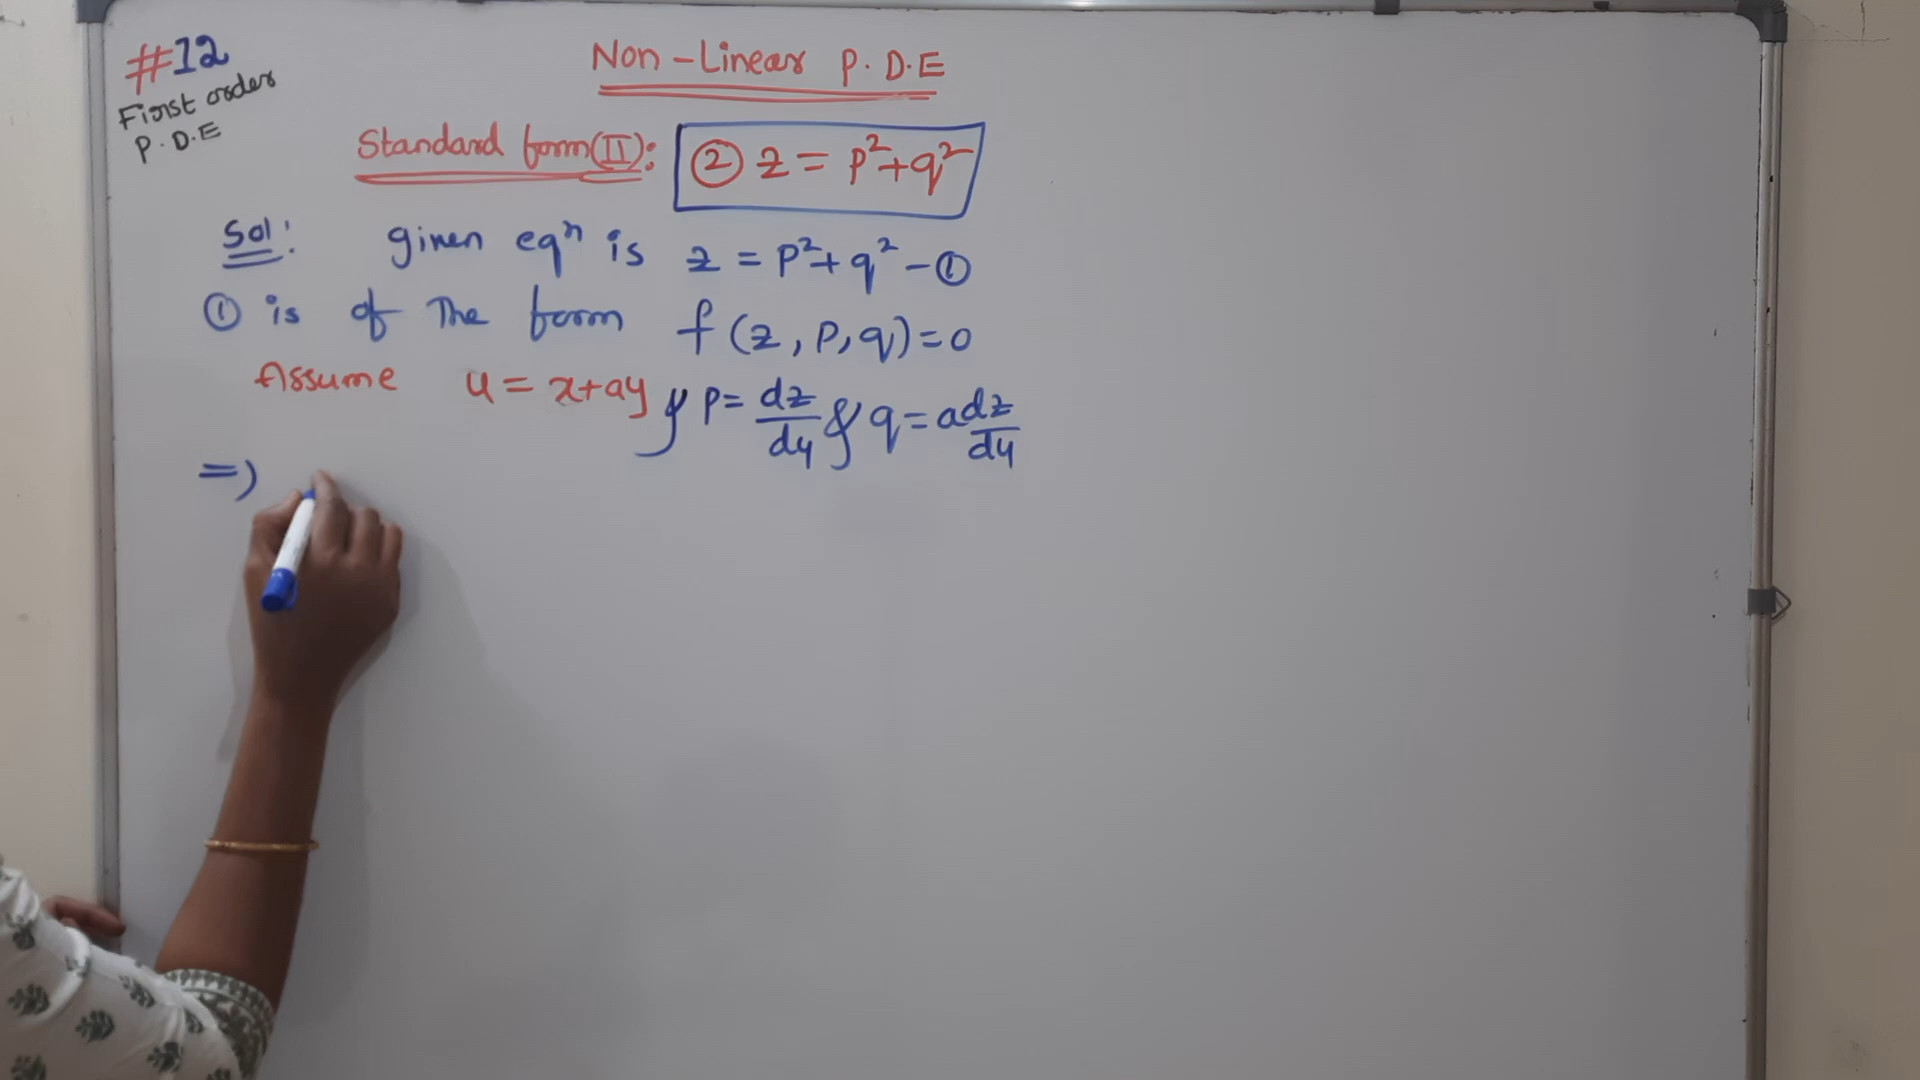 #12
First order
P.D.E
Non-Linear P.D.E
Standard form(II): ② z = p²+q²
Sol: given eqⁿ is z = p²+q² -①
① is of The form f(z,p,q)=0
Assume u = x+ay & p= dz/du & q= a dz/du
=)